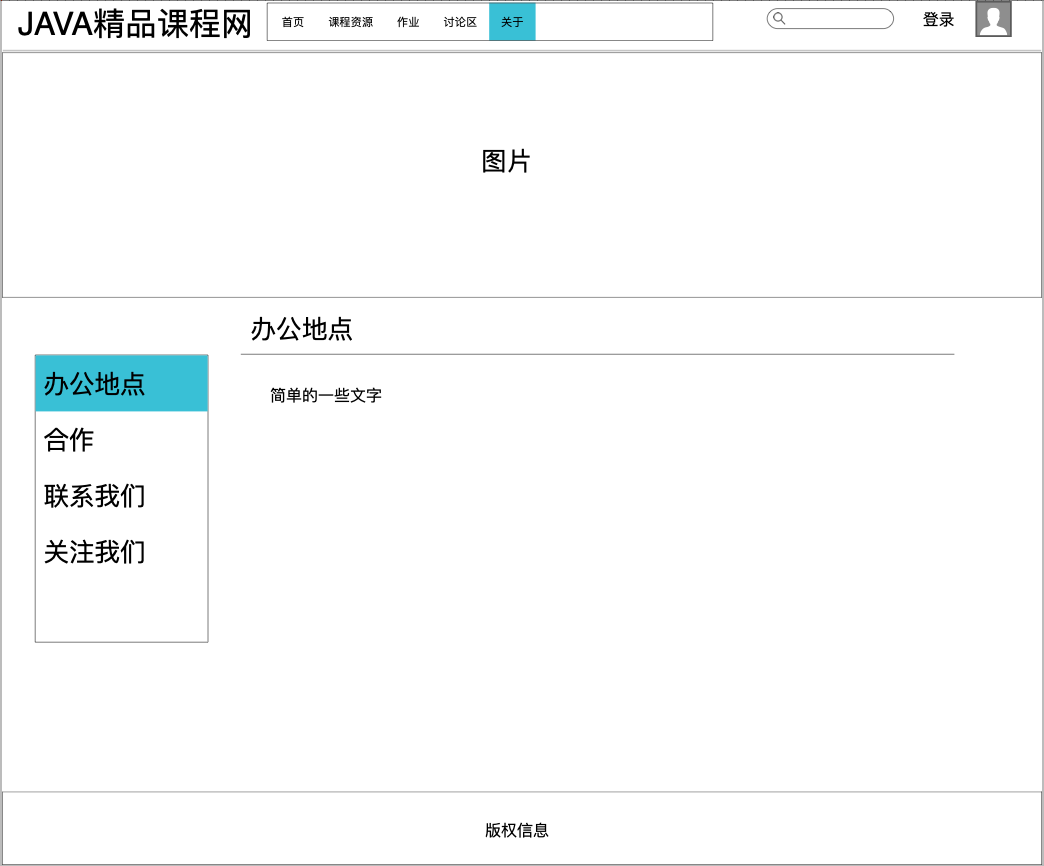 JAVA精品课程网
首页 课程资源 作业 讨论区 关于
登录
图片
办公地点
合作
联系我们
关注我们
办公地点
简单的一些文字
版权信息